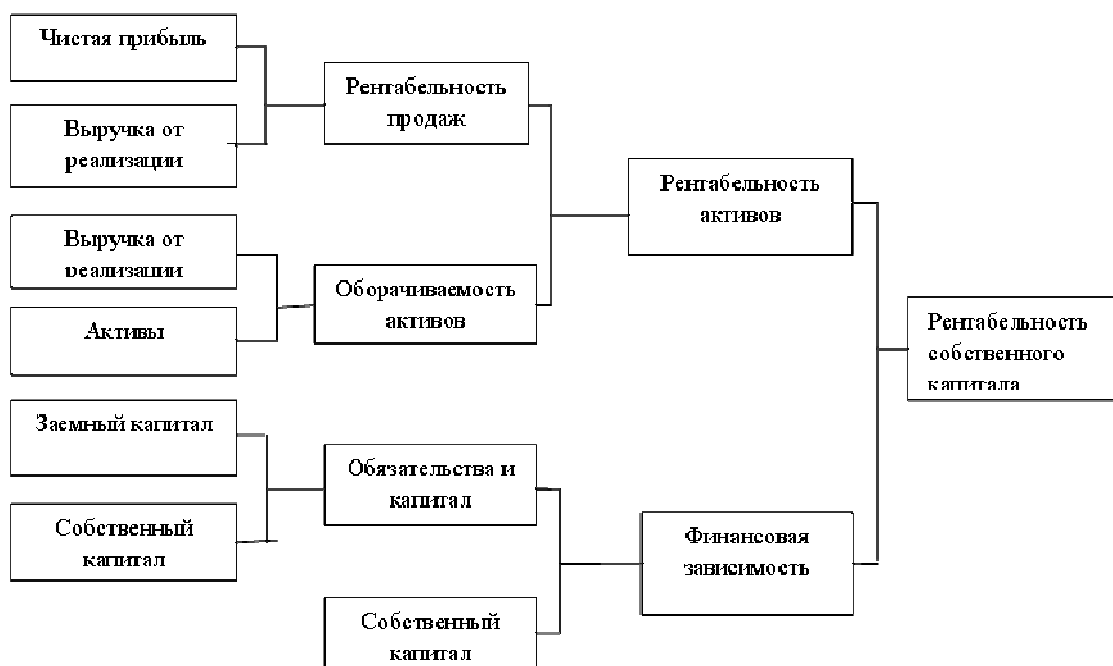 Чистая прибыль
Выручка от
реализации
Рентабельность
продаж
Выручка от
реализации
Активы
Оборачиваемость
активов
Рентабельность
активов
Заемный капитал
Собственный
капитал
Обязательства и
капитал
Собственный
капитал
Финансовая
зависимость
Рентабельность
собственного
капитала